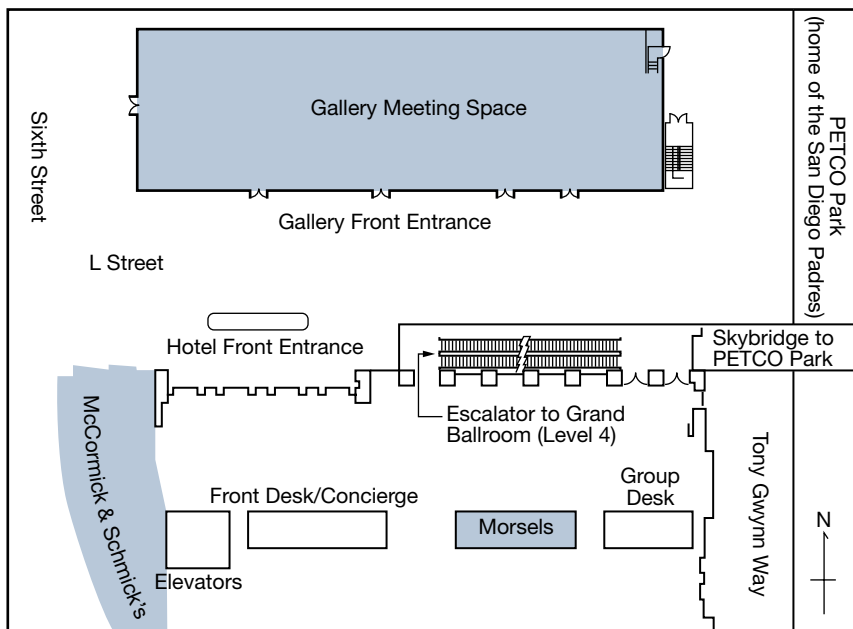 Gallery Meeting Space
Sixth Street
PETCO Park
(home of the San Diego Padres)
Gallery Front Entrance
L Street
Hotel Front Entrance
Skybridge to
PETCO Park
Escalator to Grand
Ballroom (Level 4)
McCormick & Schmick's
Front Desk/Concierge
Morsels
Group
Desk
Elevators
Tony Gwynn Way
N